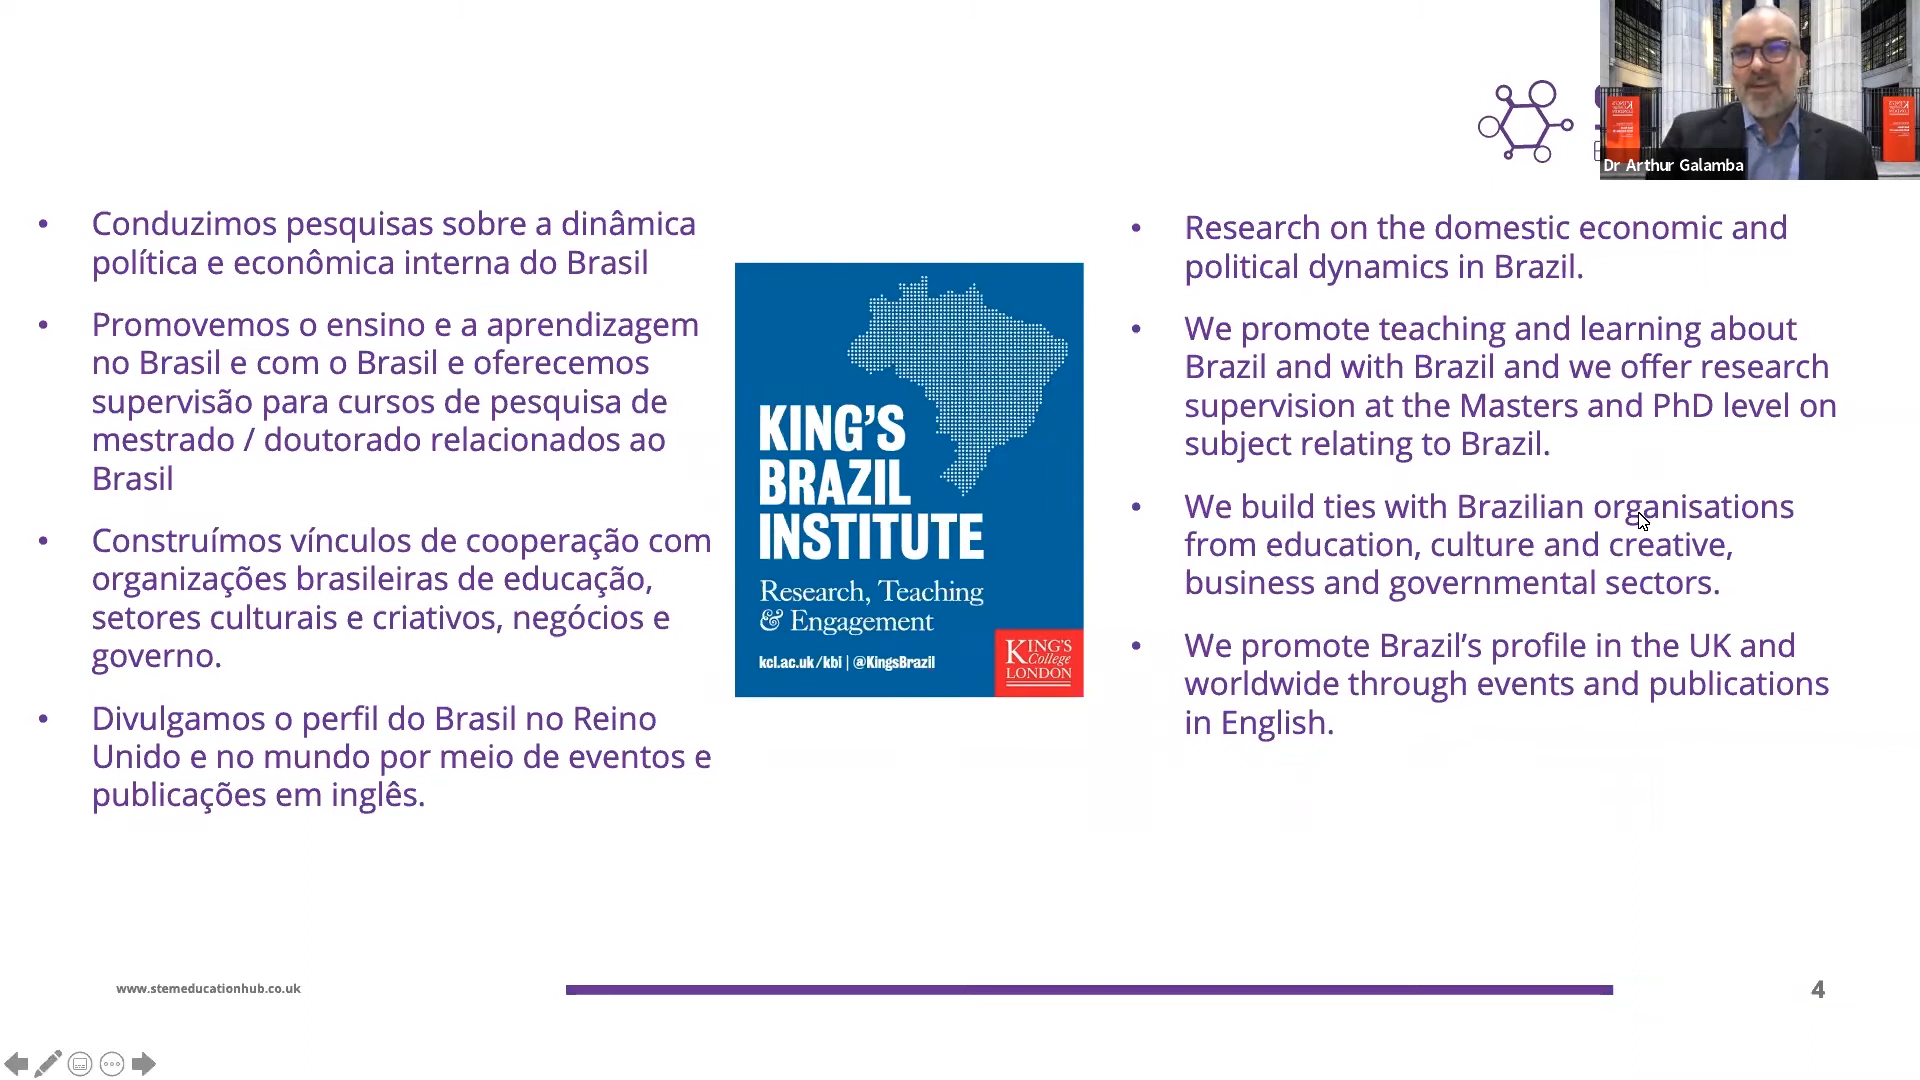 Dr Arthur Galamba
• Conduzimos pesquisas sobre a dinâmica
política e econômica interna do Brasil
• Promovemos o ensino e a aprendizagem
no Brasil e com o Brasil e oferecemos
supervisão para cursos de pesquisa de
mestrado / doutorado relacionados ao
Brasil
• Construímos vínculos de cooperação com
organizações brasileiras de educação,
setores culturais e criativos, negócios e
governo.
• Divulgamos o perfil do Brasil no Reino
Unido e no mundo por meio de eventos e
publicações em inglês.
KING'S
BRAZIL
INSTITUTE
Research, Teaching
& Engagement
kcl.ac.uk/kbi | @KingsBrazil
KING'S
College
LONDON
• Research on the domestic economic and
political dynamics in Brazil.
• We promote teaching and learning about
Brazil and with Brazil and we offer research
supervision at the Masters and PhD level on
subject relating to Brazil.
• We build ties with Brazilian organisations
from education, culture and creative,
business and governmental sectors.
• We promote Brazil’s profile in the UK and
worldwide through events and publications
in English.
www.stemeducationhub.co.uk
4